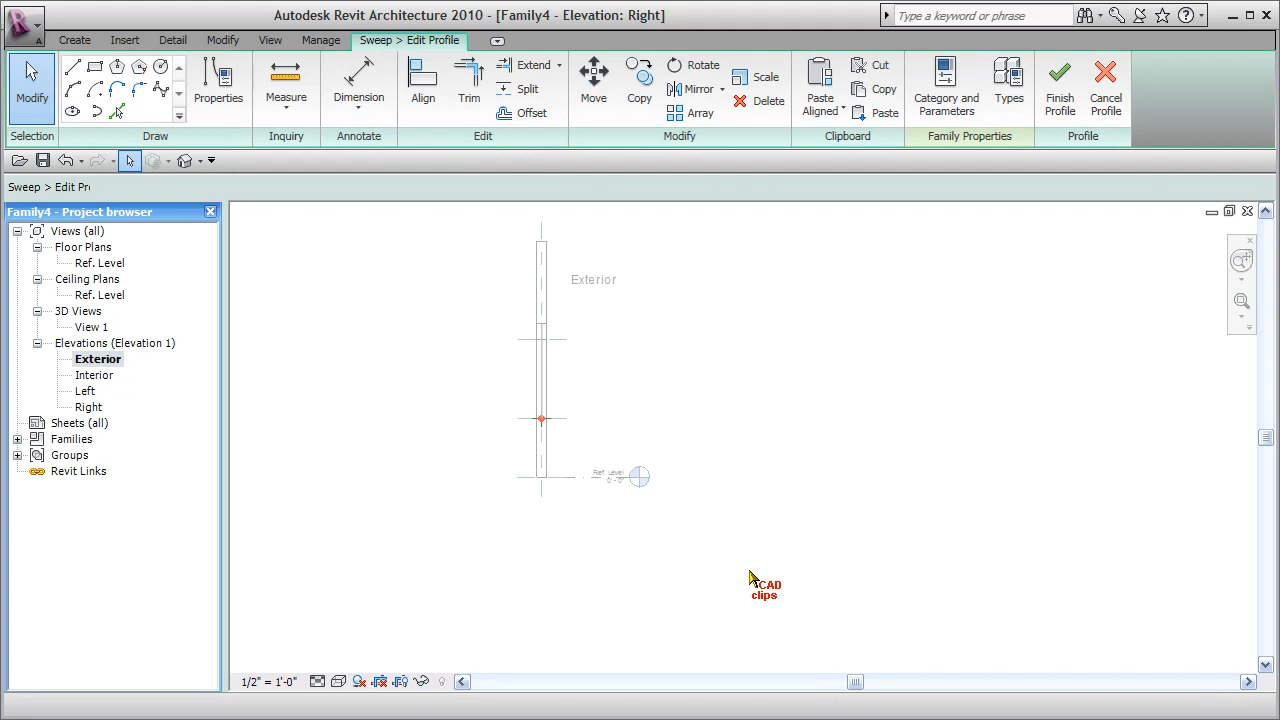 Autodesk Revit Architecture 2010 - [Family4 - Elevation: Right]
Type a keyword or phrase
Create Insert Detail Modify View Manage Sweep > Edit Profile
Modify
Properties
Measure
Dimension
Align
Trim
Extend
Split
Offset
Move
Copy
Rotate
Mirror
Array
Scale
Delete
Paste
Aligned
Cut
Copy
Paste
Category and
Parameters
Types
Finish
Profile
Cancel
Profile
Selection Draw Inquiry Annotate Edit Modify Clipboard Family Properties Profile
Sweep > Edit Pr
Family4 - Project browser
Views (all)
Floor Plans
Ref. Level
Ceiling Plans
Ref. Level
3D Views
View 1
Elevations (Elevation 1)
Exterior
Interior
Left
Right
Sheets (all)
Families
Groups
Revit Links
Exterior
Ref. Level
0' - 0"
CAD
clips
1/2" = 1'-0"